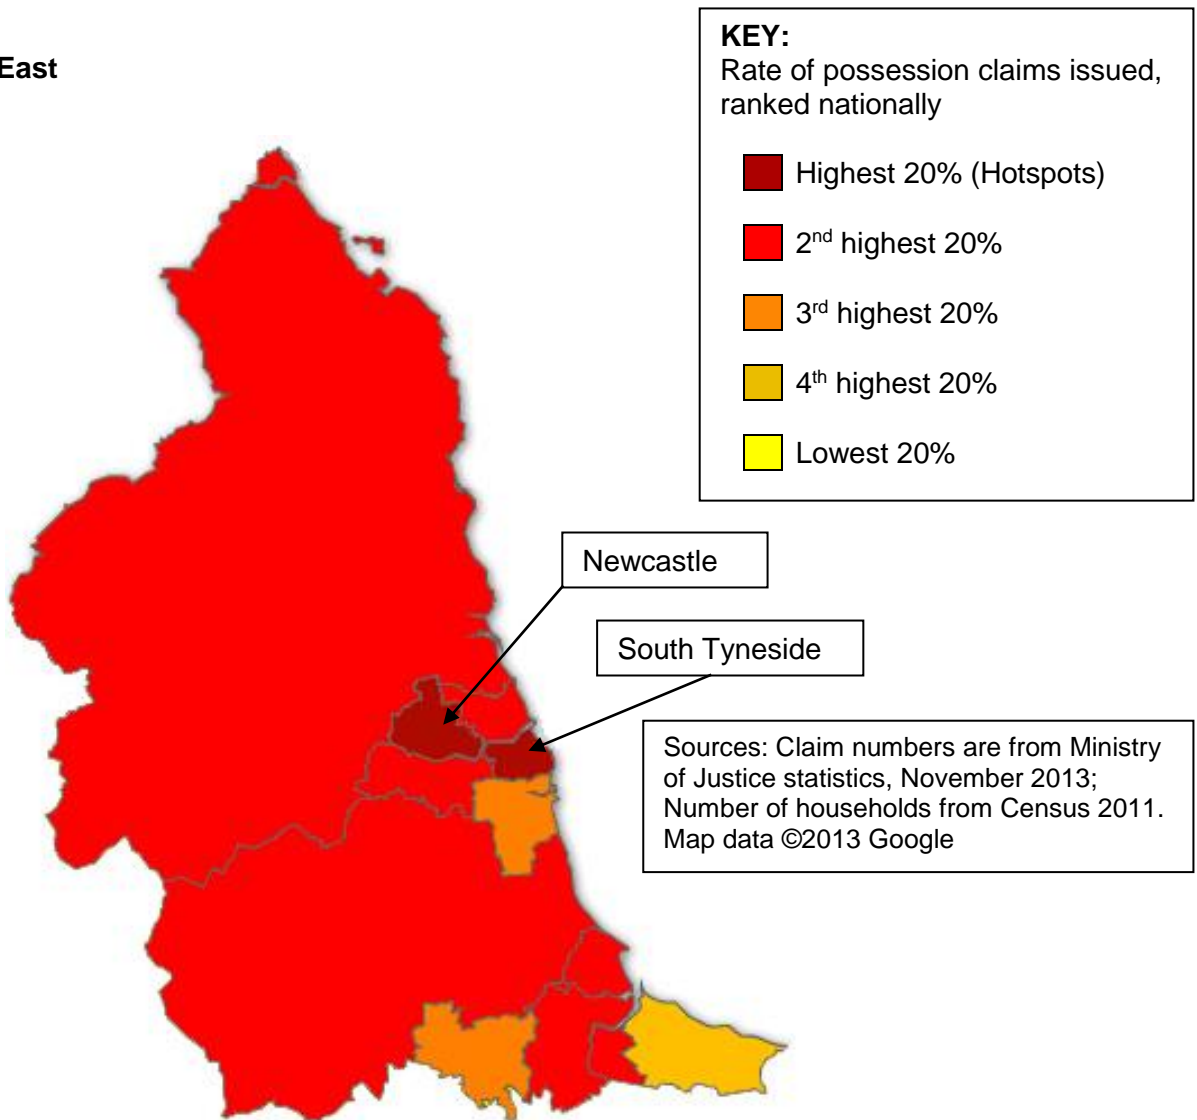 East
KEY:
Rate of possession claims issued,
ranked nationally
Highest 20% (Hotspots)
2nd highest 20%
3rd highest 20%
4th highest 20%
Lowest 20%
Newcastle
South Tyneside
Sources: Claim numbers are from Ministry
of Justice statistics, November 2013;
Number of households from Census 2011.
Map data ©2013 Google